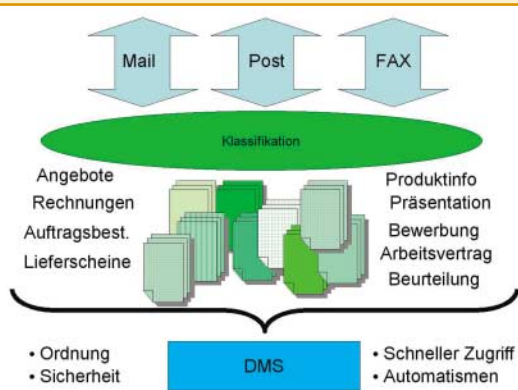 Mail
Post
FAX
Klassifikation
Angebote
Rechnungen
Auftragsbest.
Lieferscheine
Produktinfo
Präsentation
Bewerbung
Arbeitsvertrag
Beurteilung
• Ordnung
• Sicherheit
DMS
• Schneller Zugriff
• Automatismen